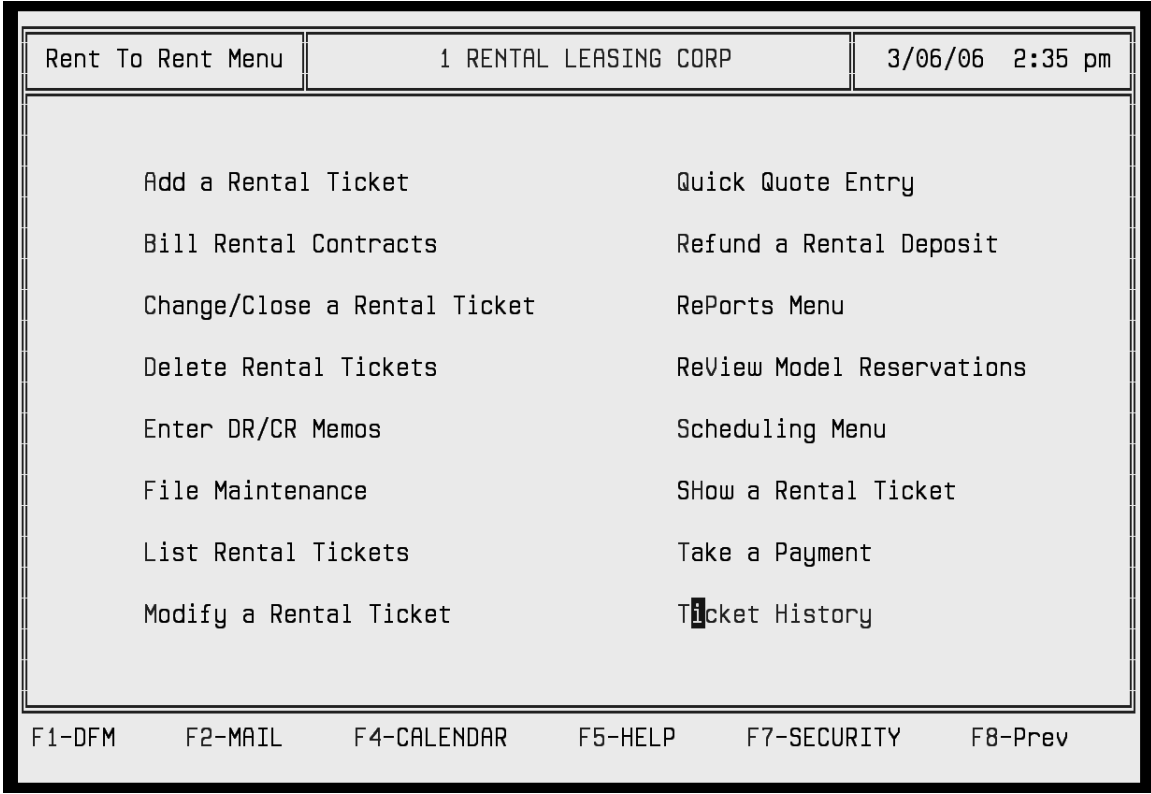 Rent To Rent Menu 1 RENTAL LEASING CORP 3/06/06 2:35 pm
Add a Rental Ticket Quick Quote Entry
Bill Rental Contracts Refund a Rental Deposit
Change/Close a Rental Ticket RePorts Menu
Delete Rental Tickets ReView Model Reservations
Enter DR/CR Memos Scheduling Menu
File Maintenance SHow a Rental Ticket
List Rental Tickets Take a Payment
Modify a Rental Ticket Ticket History
F1-DFM F2-MAIL F4-CALENDAR F5-HELP F7-SECURITY F8-Prev